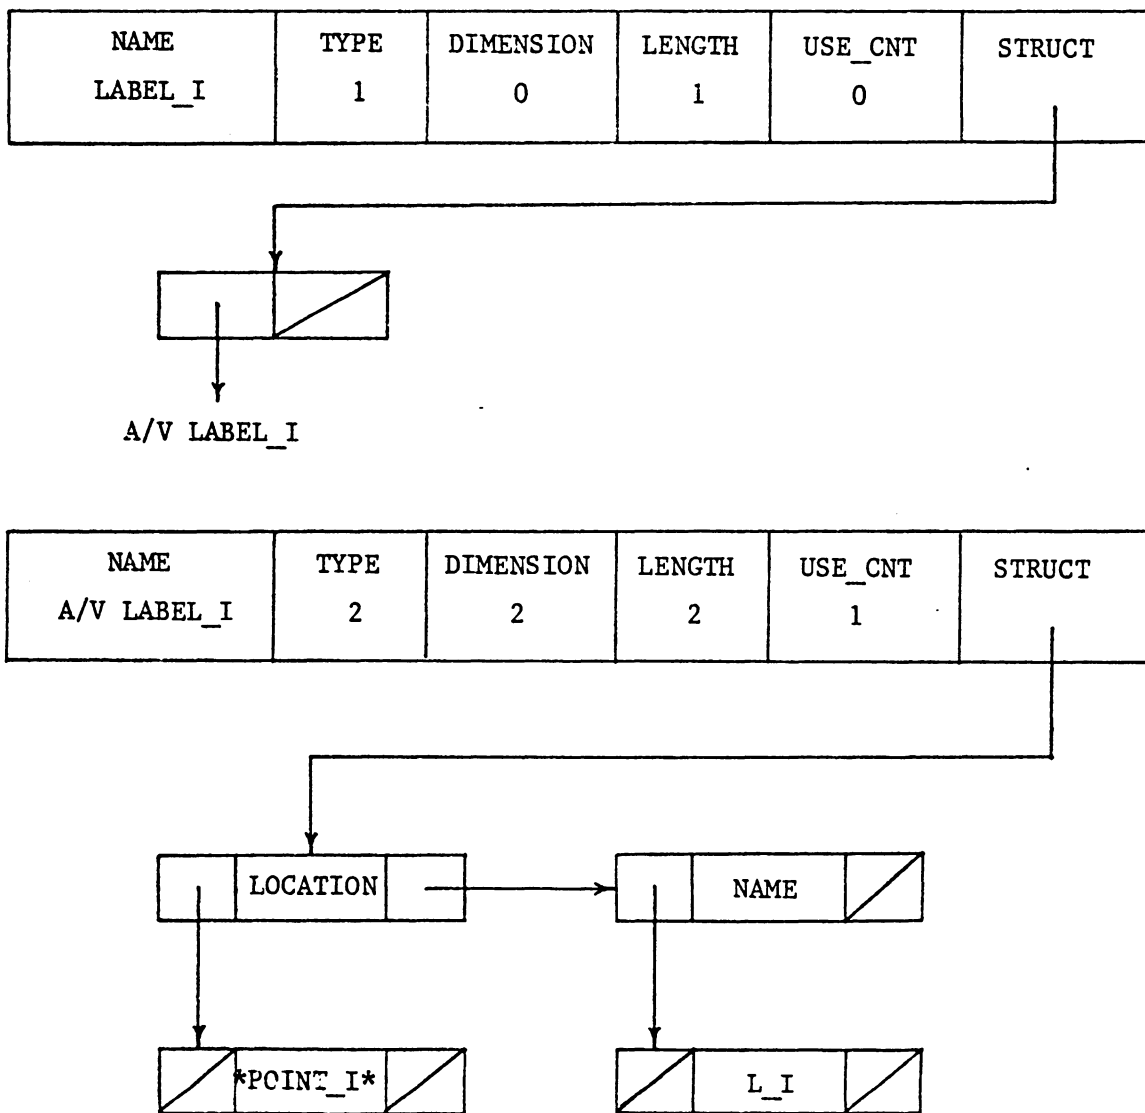 NAME TYPE DIMENSION LENGTH USE_CNT STRUCT
LABEL_I 1 0 1 0
A/V LABEL_I
NAME TYPE DIMENSION LENGTH USE_CNT STRUCT
A/V LABEL_I 2 2 2 1
LOCATION NAME
*POINT_I* L_I